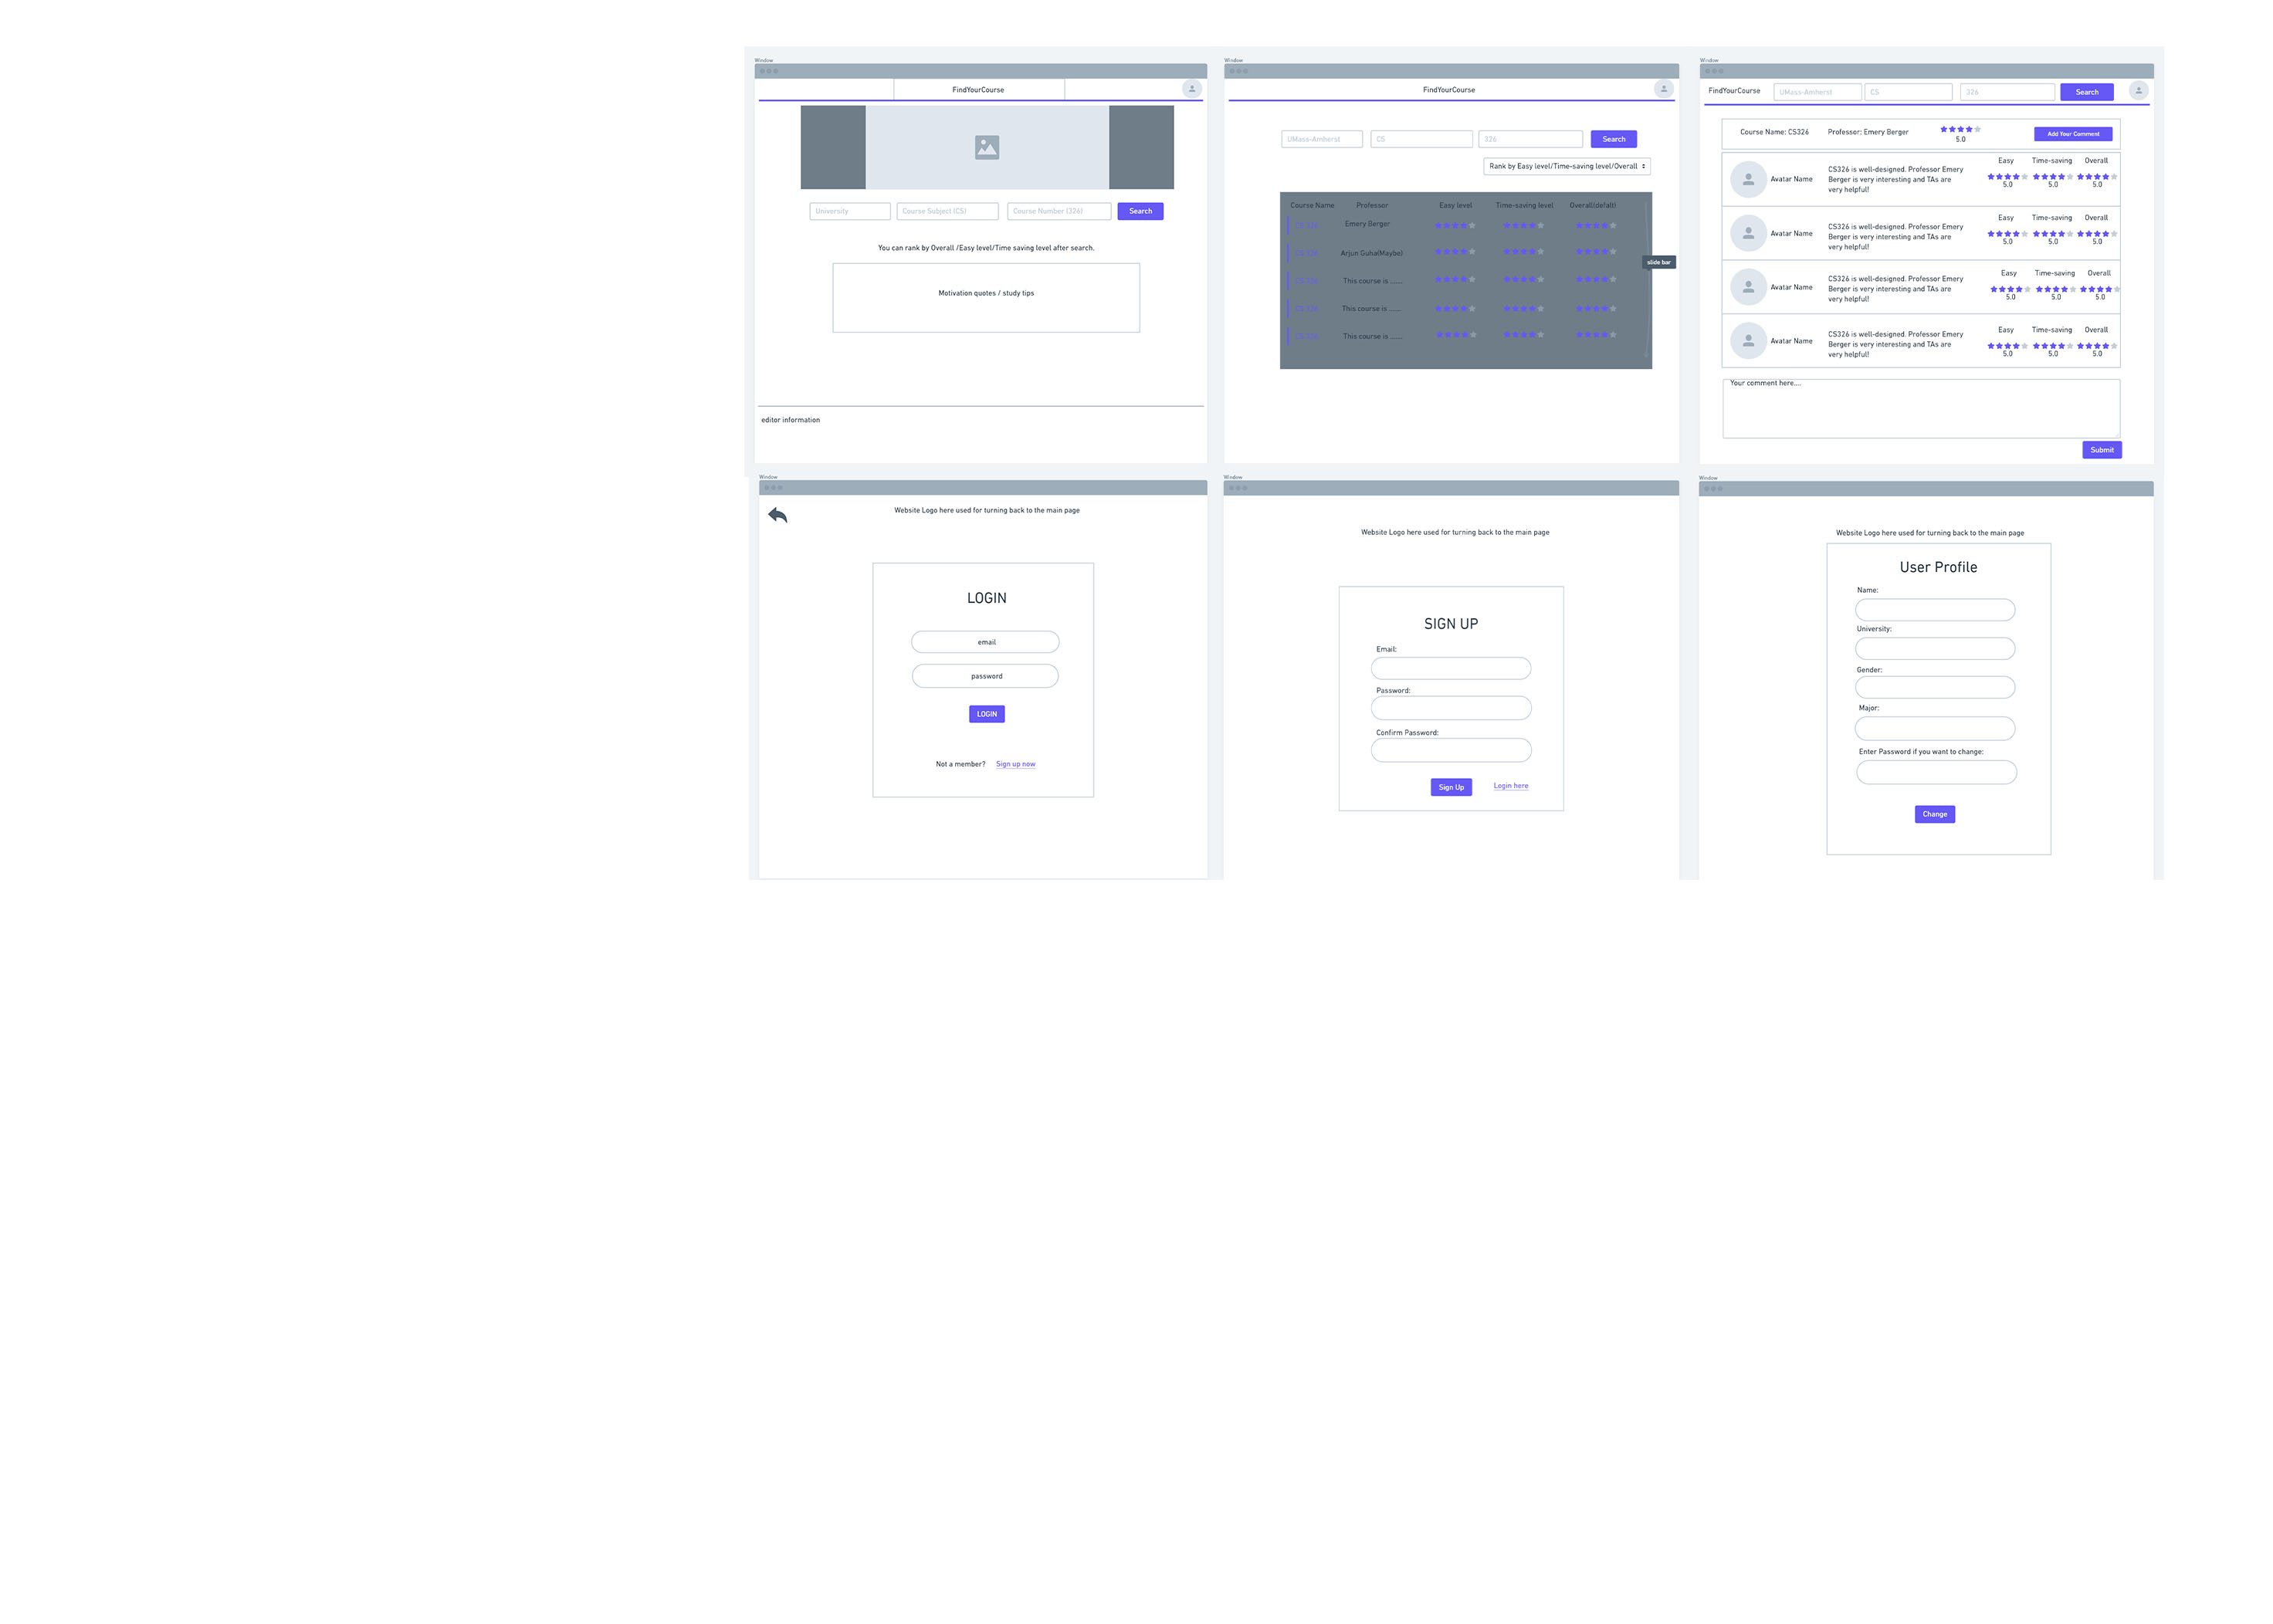 Window
FindYourCourse
University
Course Subject (CS)
Course Number (326)
Search
You can rank by Overall /Easy level/Time saving level after search.
Motivation quotes / study tips
editor information
Window
FindYourCourse
UMass-Amherst
CS
326
Search
Rank by Easy level/Time-saving level/Overall
Course Name
Professor
Easy level
Time-saving level
CS 326
Emery Berger
CS 326
Arjun Guha(Maybe)
CS 326
This course is .......
CS 326
This course is .......
CS 326
This course is .......
slide bar
Window
FindYourCourse
UMass-Amherst
CS
326
Search
Course Name: CS326
Professor: Emery Berger
5.0
Add Your Comment
Avatar Name
CS326 is well-designed. Professor Emery
Berger is very interesting and TAs are
very helpful!
Easy
Time-saving
Overall
5.0
5.0
5.0
Avatar Name
CS326 is well-designed. Professor Emery
Berger is very interesting and TAs are
very helpful!
Easy
Time-saving
Overall
5.0
5.0
5.0
Avatar Name
CS326 is well-designed. Professor Emery
Berger is very interesting and TAs are
very helpful!
Easy
Time-saving
Overall
5.0
5.0
5.0
Avatar Name
CS326 is well-designed. Professor Emery
Berger is very interesting and TAs are
very helpful!
Easy
Time-saving
Overall
5.0
5.0
5.0
Your comment here....
Submit
Window
Website Logo here used for turning back to the main page
LOGIN
email
password
LOGIN
Not a member?
Sign up now
Window
Website Logo here used for turning back to the main page
SIGN UP
Email:
Password:
Confirm Password:
Sign Up
Login here
Window
Website Logo here used for turning back to the main page
User Profile
Name:
University:
Gender:
Major:
Enter Password if you want to change:
Change